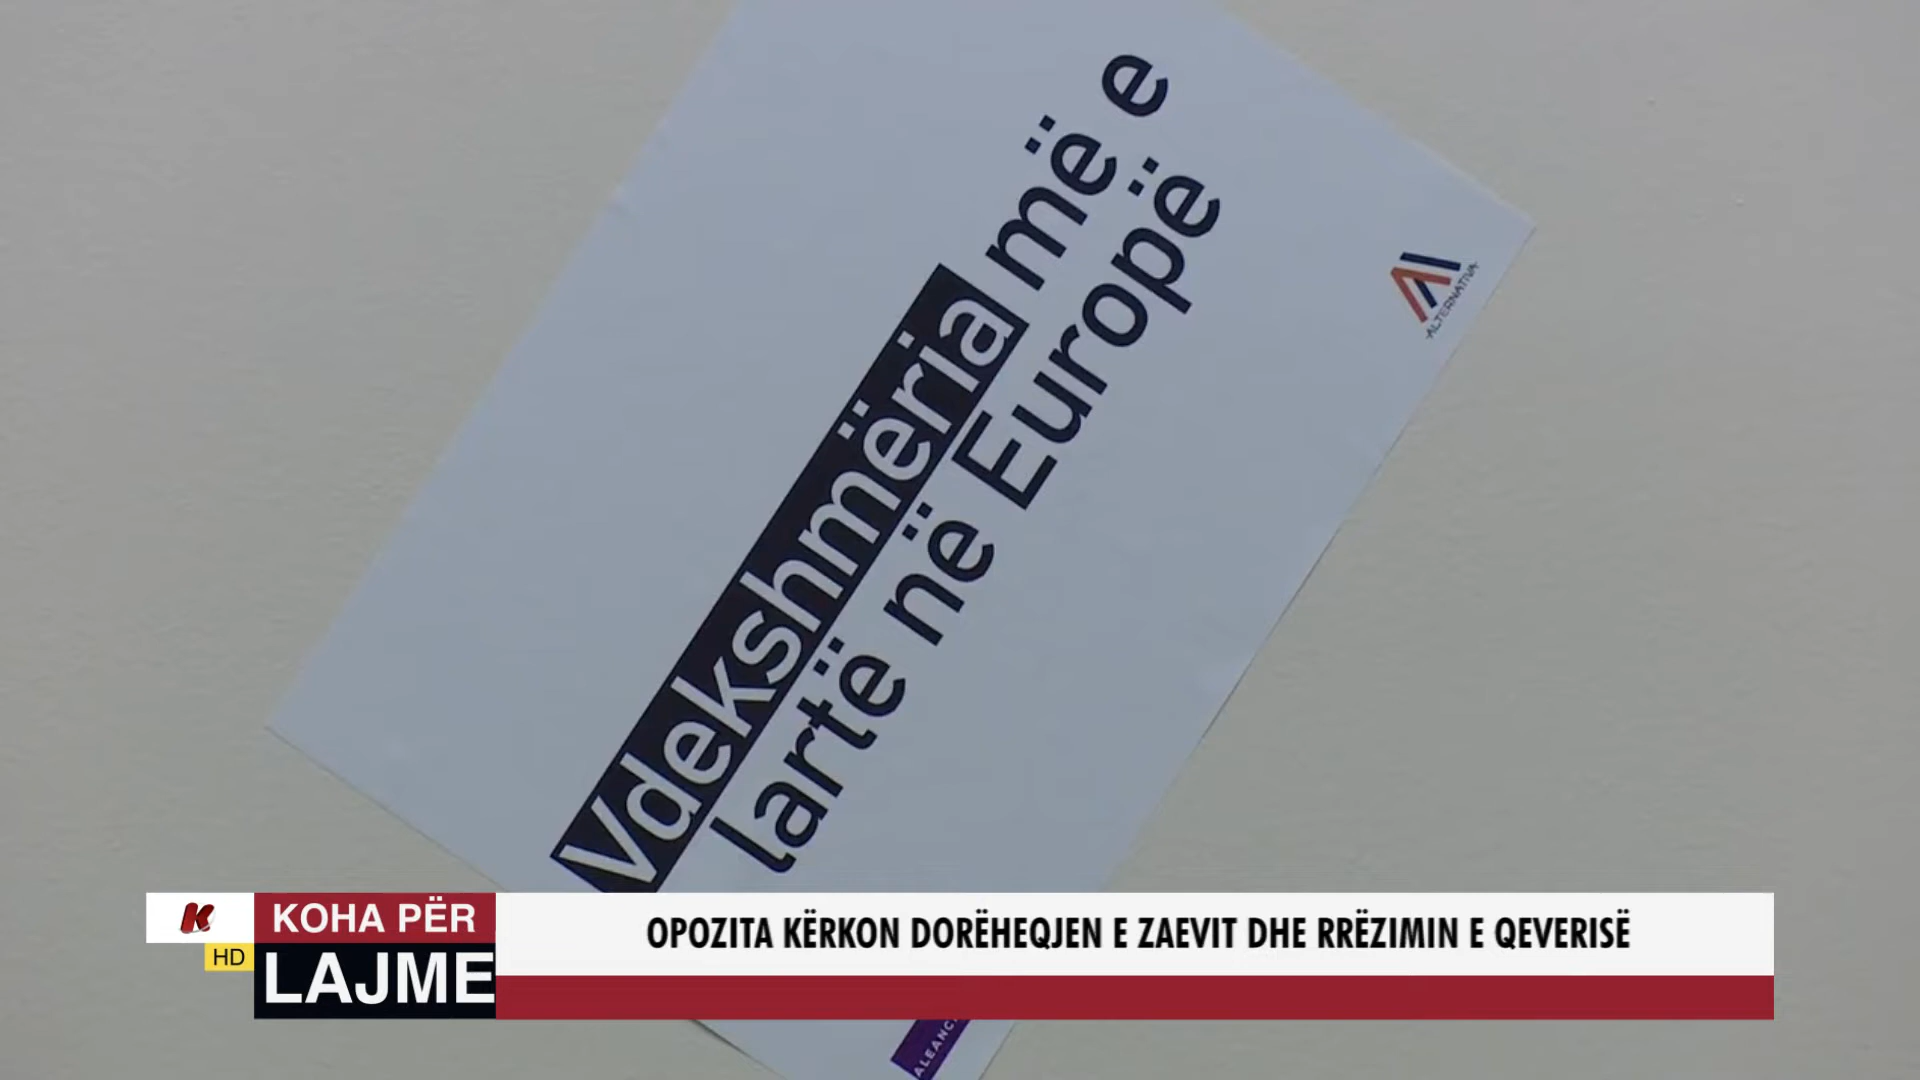 Vdekshmëria më e
lartë në Europë
ALTERNATIVA
K
KOHA PËR
HD
LAJME
OPOZITA KËRKON DORËHEQJEN E ZAEVIT DHE RRËZIMIN E QEVERISË